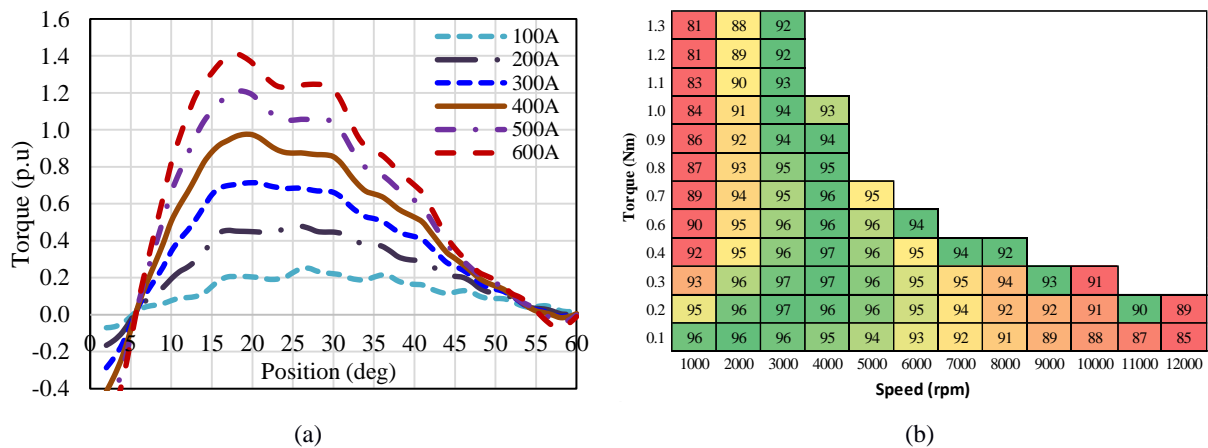 1.6
1.4
1.2
1.0
0.8
0.6
0.4
0.2
0.0
-0.2
-0.4
Torque (p.u)
100A
200A
300A
400A
500A
600A
0 5 10 15 20 25 30 35 40 45 50 55 60
Position (deg)
(a)
Torque (Nm)
1.3 81 88 92
1.2 81 89 92
1.1 83 90 93
1.0 84 91 94 93
0.9 86 92 94 94
0.8 87 93 95 95
0.7 89 94 95 96 95
0.6 90 95 96 96 96 94
0.4 92 95 96 97 96 95 94 92
0.3 93 96 97 97 96 95 95 94 93 91
0.2 95 96 97 96 96 95 94 92 92 91 90 89
0.1 96 96 96 95 94 93 92 91 89 88 87 85
1000 2000 3000 4000 5000 6000 7000 8000 9000 10000 11000 12000
Speed (rpm)
(b)